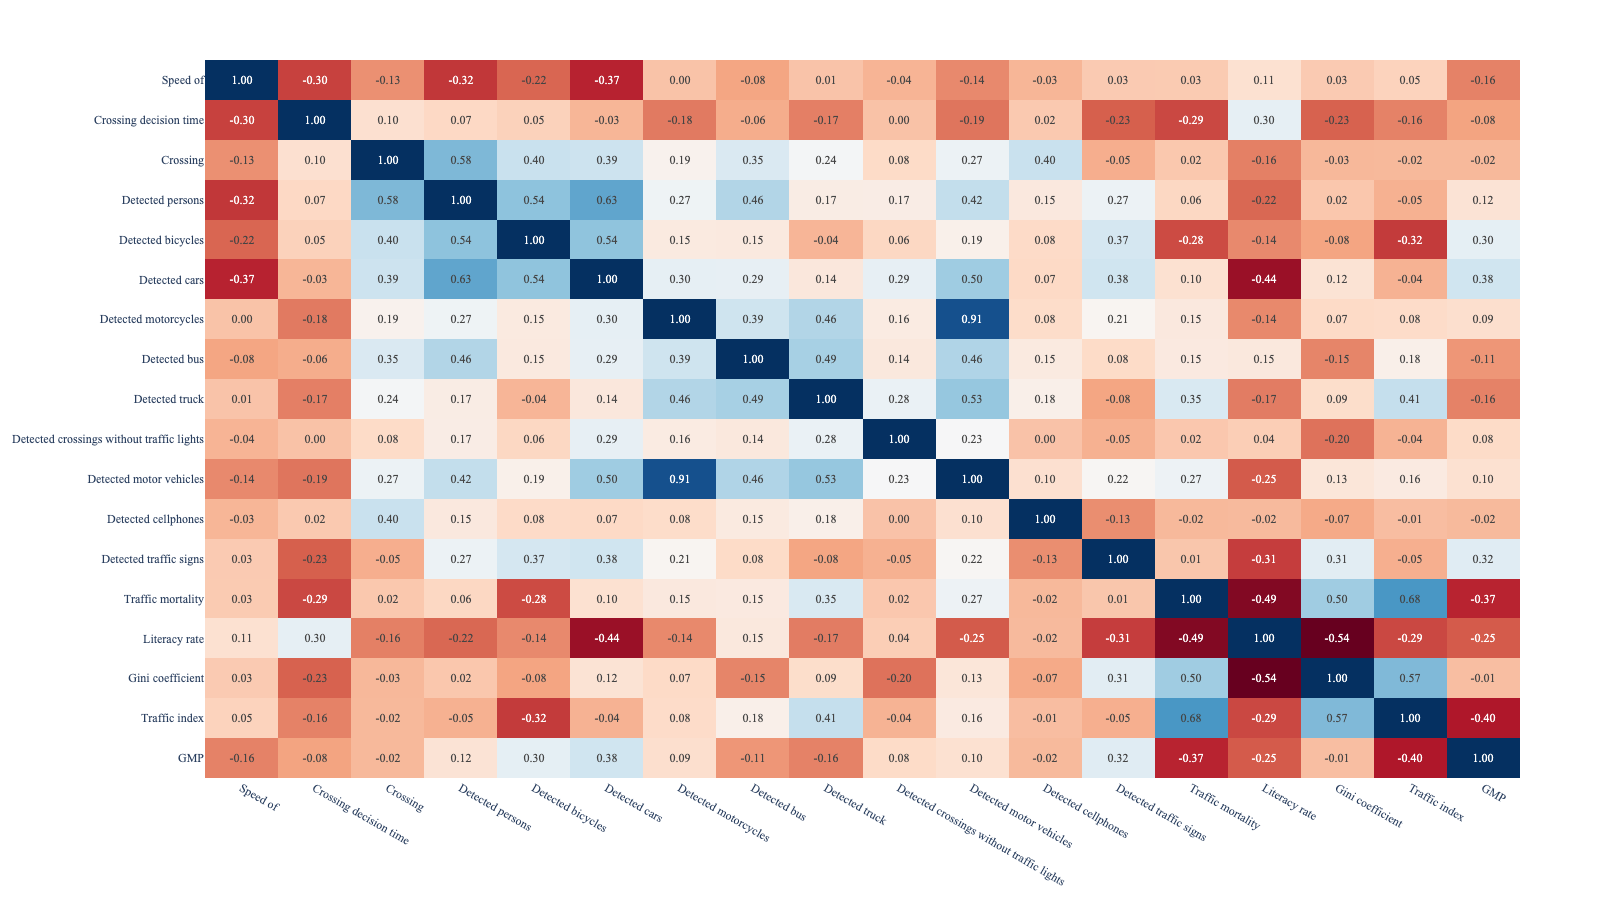 Speed of 1.00 -0.30 -0.13 -0.32 -0.22 -0.37 0.00 -0.08 0.01 -0.04 -0.14 -0.03 0.03 0.03 0.11 0.03 0.05 -0.16
Crossing decision time -0.30 1.00 0.10 0.07 0.05 -0.03 -0.18 -0.06 -0.17 0.00 -0.19 0.02 -0.23 -0.29 0.30 -0.23 -0.16 -0.08
Crossing -0.13 0.10 1.00 0.58 0.40 0.39 0.19 0.35 0.24 0.08 0.27 0.40 -0.05 0.02 -0.16 -0.03 -0.02 -0.02
Detected persons -0.32 0.07 0.58 1.00 0.54 0.63 0.27 0.46 0.17 0.17 0.42 0.15 0.27 0.06 -0.22 0.02 -0.05 0.12
Detected bicycles -0.22 0.05 0.40 0.54 1.00 0.54 0.15 0.15 -0.04 0.06 0.19 0.08 0.37 -0.28 -0.14 -0.08 -0.32 0.30
Detected cars -0.37 -0.03 0.39 0.63 0.54 1.00 0.30 0.29 0.14 0.29 0.50 0.07 0.38 0.10 -0.44 0.12 -0.04 0.38
Detected motorcycles 0.00 -0.18 0.19 0.27 0.15 0.30 1.00 0.39 0.46 0.16 0.91 0.08 0.21 0.15 -0.14 0.07 0.08 0.09
Detected bus -0.08 -0.06 0.35 0.46 0.15 0.29 0.39 1.00 0.49 0.14 0.46 0.15 0.08 0.15 0.15 -0.15 0.18 -0.11
Detected truck 0.01 -0.17 0.24 0.17 -0.04 0.14 0.46 0.49 1.00 0.28 0.53 0.18 -0.08 0.35 -0.17 0.09 0.41 -0.16
Detected crossings without traffic lights -0.04 0.00 0.08 0.17 0.06 0.29 0.16 0.14 0.28 1.00 0.23 0.00 -0.05 0.02 0.04 -0.20 -0.04 0.08
Detected motor vehicles -0.14 -0.19 0.27 0.42 0.19 0.50 0.91 0.46 0.53 0.23 1.00 0.10 0.22 0.27 -0.25 0.13 0.16 0.10
Detected cellphones -0.03 0.02 0.40 0.15 0.08 0.07 0.08 0.15 0.18 0.00 0.10 1.00 -0.13 -0.02 -0.02 -0.07 -0.01 -0.02
Detected traffic signs 0.03 -0.23 -0.05 0.27 0.37 0.38 0.21 0.08 -0.08 -0.05 0.22 -0.13 1.00 0.01 -0.31 0.31 -0.05 0.32
Traffic mortality 0.03 -0.29 0.02 0.06 -0.28 0.10 0.15 0.15 0.35 0.02 0.27 -0.02 0.01 1.00 -0.49 0.50 0.68 -0.37
Literacy rate 0.11 0.30 -0.16 -0.22 -0.14 -0.44 -0.14 0.15 -0.17 0.04 -0.25 -0.02 -0.31 -0.49 1.00 -0.54 -0.29 -0.25
Gini coefficient 0.03 -0.23 -0.03 0.02 -0.08 0.12 0.07 -0.15 0.09 -0.20 0.13 -0.07 0.31 0.50 -0.54 1.00 0.57 -0.01
Traffic index 0.05 -0.16 -0.02 -0.05 -0.32 -0.04 0.08 0.18 0.41 -0.04 0.16 -0.01 -0.05 0.68 -0.29 0.57 1.00 -0.40
GMP -0.16 -0.08 -0.02 0.12 0.30 0.38 0.09 -0.11 -0.16 0.08 0.10 -0.02 0.32 -0.37 -0.25 -0.01 -0.40 1.00
Speed of
Crossing decision time
Crossing
Detected persons
Detected bicycles
Detected cars
Detected motorcycles
Detected bus
Detected truck
Detected crossings without traffic lights
Detected motor vehicles
Detected cellphones
Detected traffic signs
Traffic mortality
Literacy rate
Gini coefficient
Traffic index
GMP